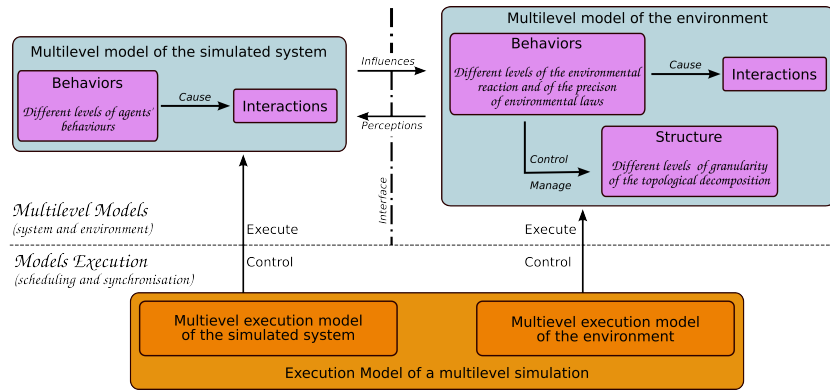 Multilevel model of the simulated system
Behaviors
Different levels of agents'
behaviours
Cause
Interactions
Influences
Perceptions
Interface
Multilevel model of the environment
Behaviors
Different levels of the environmental
reaction and of the precison
of environmental laws
Cause
Interactions
Control
Manage
Structure
Different levels of granularity
of the topological decomposition
Multilevel Models
(system and environment)
Execute
Execute
Models Execution
(scheduling and synchronisation)
Control
Control
Multievel execution model
of the simulated system
Multievel execution model
of the environment
Execution Model of a multilevel simulation